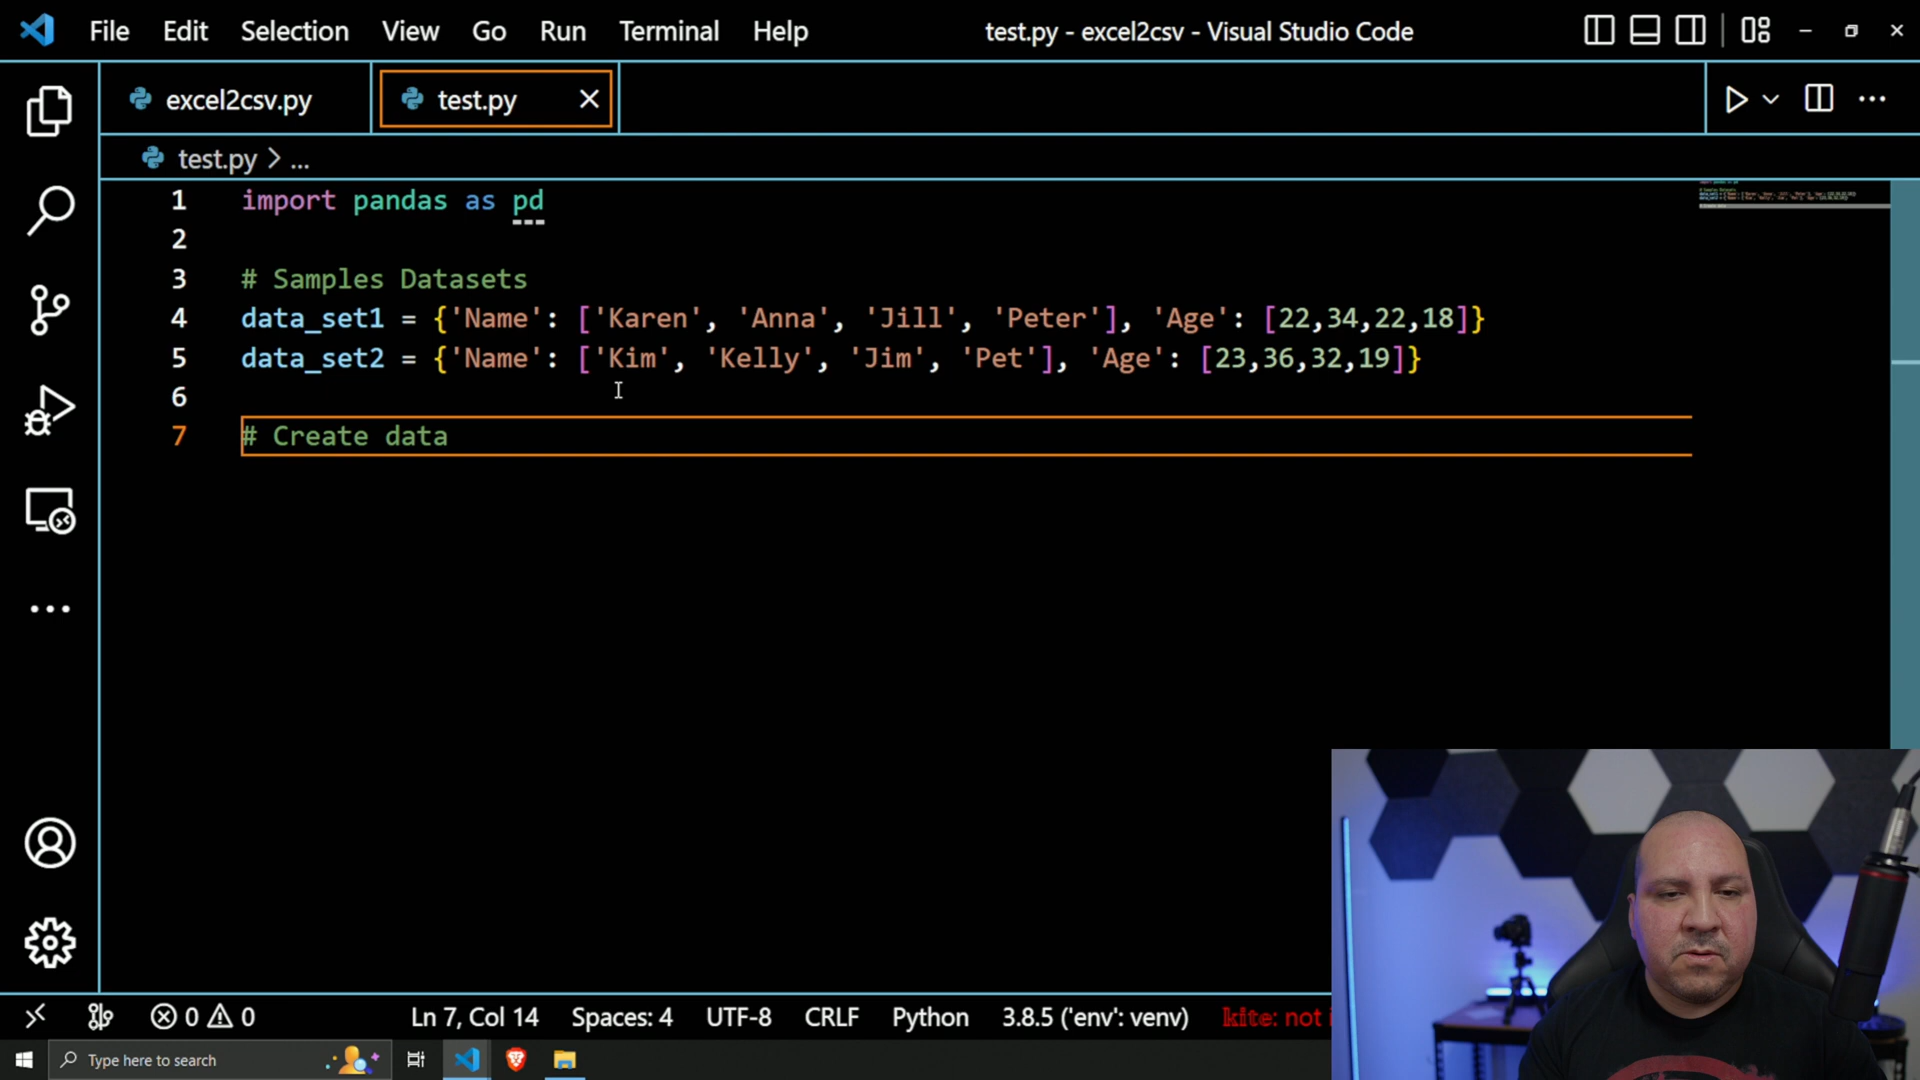 File Edit Selection View Go Run Terminal Help test.py - excel2csv - Visual Studio Code
excel2csv.py test.py
test.py > ...
1 import pandas as pd
2
3 # Samples Datasets
4 data_set1 = {'Name': ['Karen', 'Anna', 'Jill', 'Peter'], 'Age': [22,34,22,18]}
5 data_set2 = {'Name': ['Kim', 'Kelly', 'Jim', 'Pet'], 'Age': [23,36,32,19]}
6
7 # Create data
0 0 Ln 7, Col 14 Spaces: 4 UTF-8 CRLF Python 3.8.5 ('env': venv) kite: not
Type here to search